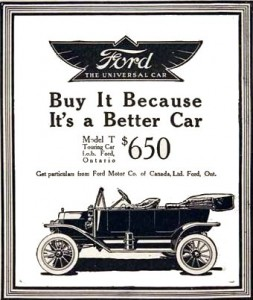 Ford
THE UNIVERSAL CAR
Buy It Because
It's a Better Car
Model T
Touring Car
f.o.b. Ford,
Ontario
$650
Get particulars from Ford Motor Co. of Canada, Ltd. Ford, Ont.